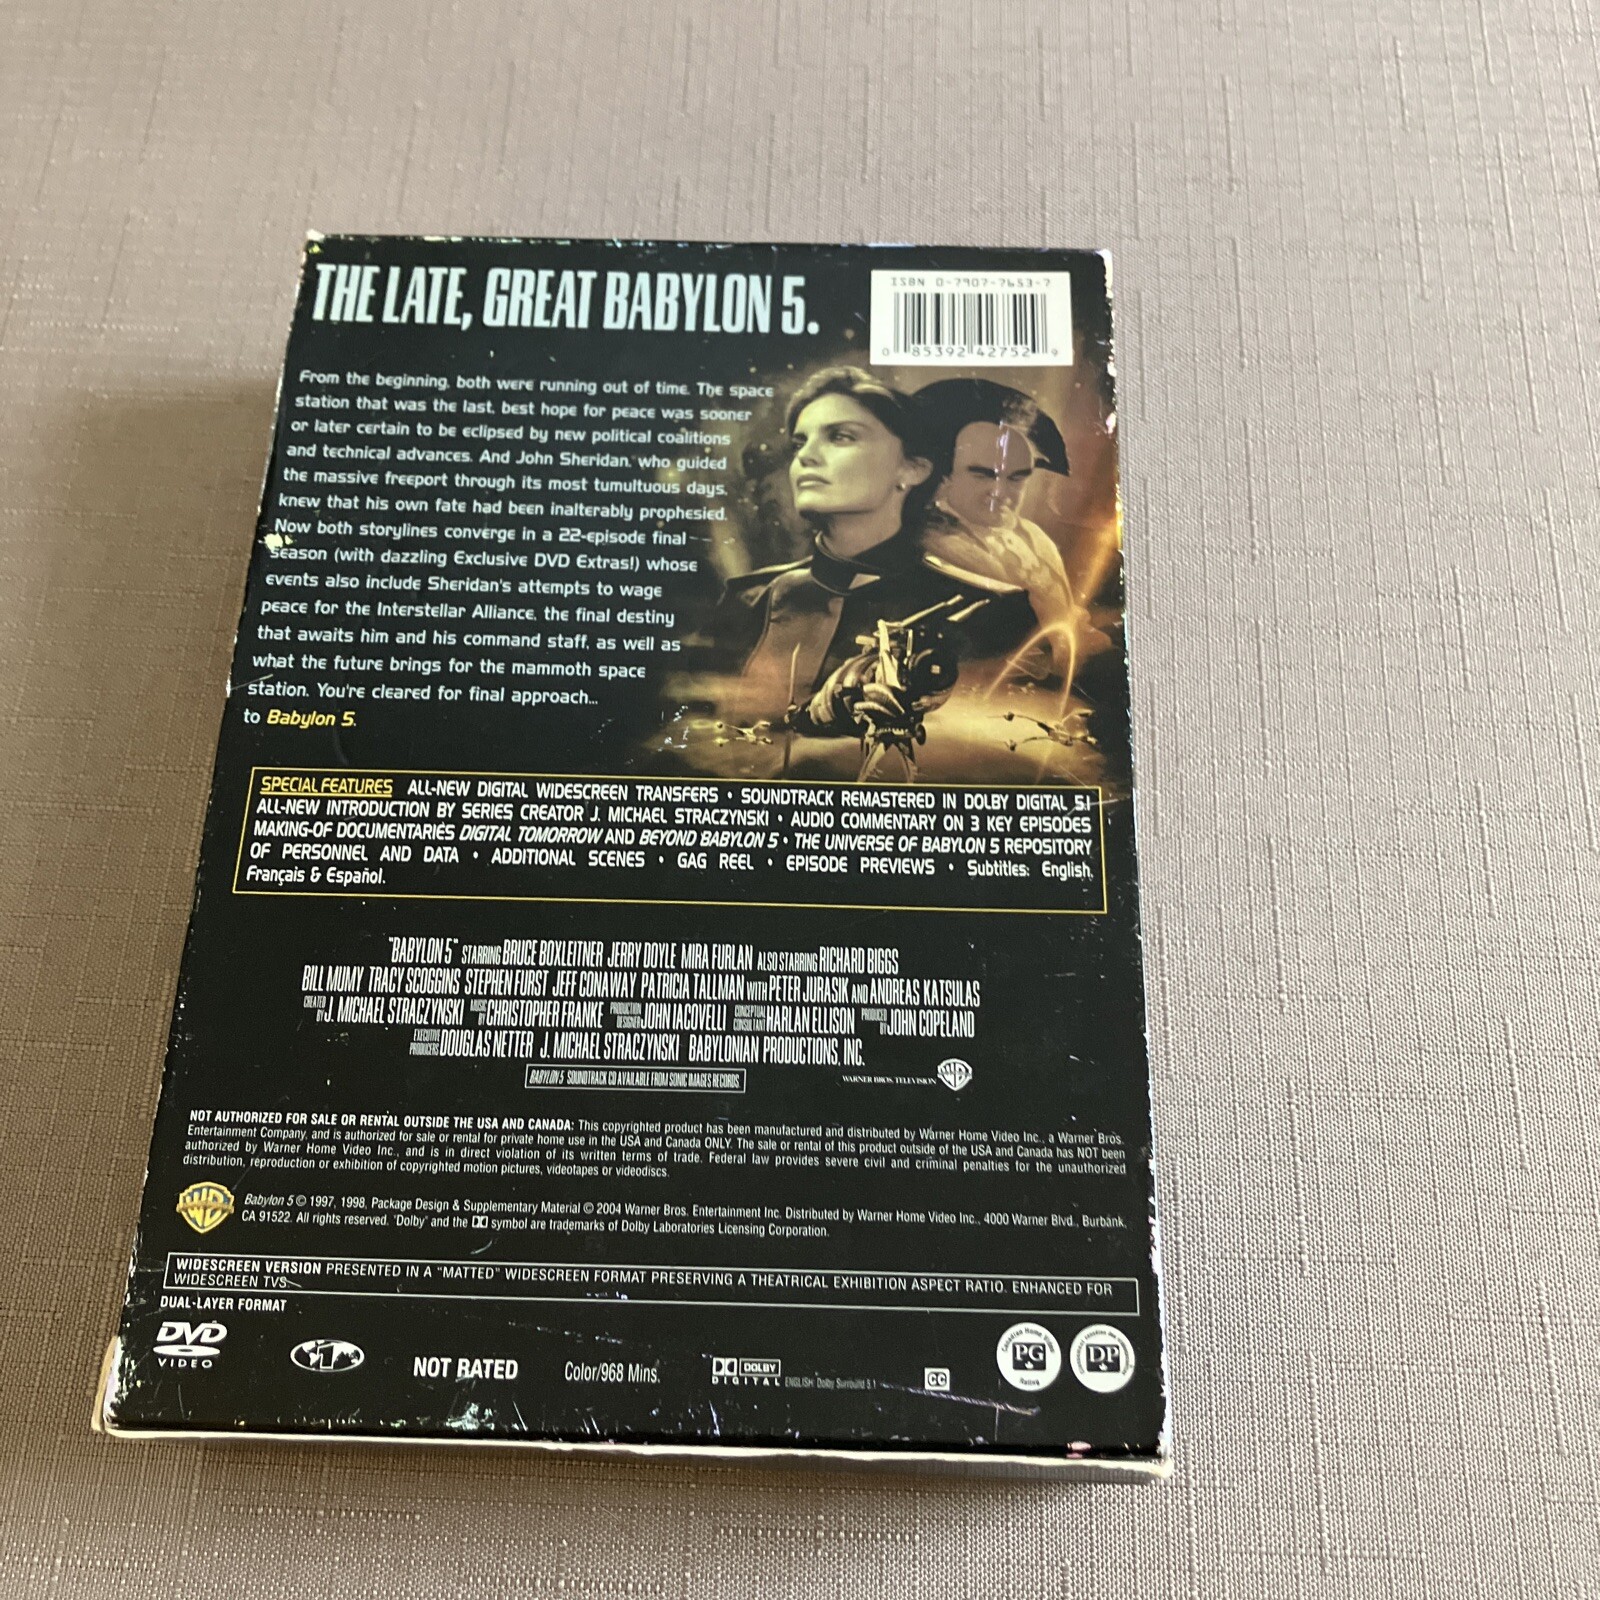 THE LATE, GREAT BABYLON 5.
ISBN 0-7907-7653-7
0 85392 42752 9
From the beginning, both were running out of time. The space
station that was the last, best hope for peace was sooner
or later certain to be eclipsed by new political coalitions
and technical advances. And John Sheridan, who guided
the massive freeport through its most tumultuous days,
knew that his own fate had been inalterably prophesied.
Now both storylines converge in a 22-episode final
season (with dazzling Exclusive DVD Extras!) whose
events also include Sheridan's attempts to wage
peace for the Interstellar Alliance, the final destiny
that awaits him and his command staff, as well as
what the future brings for the mammoth space
station. You're cleared for final approach...
to Babylon 5.
SPECIAL FEATURES ALL-NEW DIGITAL WIDESCREEN TRANSFERS • SOUNDTRACK REMASTERED IN DOLBY DIGITAL 5.1
ALL-NEW INTRODUCTION BY SERIES CREATOR J. MICHAEL STRACZYNSKI • AUDIO COMMENTARY ON 3 KEY EPISODES
MAKING-OF DOCUMENTARIES DIGITAL TOMORROW AND BEYOND BABYLON 5 • THE UNIVERSE OF BABYLON 5 REPOSITORY
OF PERSONNEL AND DATA • ADDITIONAL SCENES • GAG REEL • EPISODE PREVIEWS • Subtitles: English,
Français & Español.
"BABYLON 5" STARRING BRUCE BOXLEITNER JERRY DOYLE MIRA FURLAN ALSO STARRING RICHARD BIGGS
BILL MUMY TRACY SCOGGINS STEPHEN FURST JEFF CONAWAY PATRICIA TALLMAN WITH PETER JURASIK AND ANDREAS KATSULAS
CREATED BY J. MICHAEL STRACZYNSKI MUSIC BY CHRISTOPHER FRANKE PRODUCTION DESIGNER JOHN IACOVELLI CONCEPTUAL CONSULTANT HARLAN ELLISON PRODUCED BY JOHN COPELAND
EXECUTIVE PRODUCERS DOUGLAS NETTER J. MICHAEL STRACZYNSKI BABYLONIAN PRODUCTIONS, INC.
BABYLON 5 SOUNDTRACK CD AVAILABLE FROM SONIC IMAGES RECORDS
WARNER BROS. TELEVISION
NOT AUTHORIZED FOR SALE OR RENTAL OUTSIDE THE USA AND CANADA: This copyrighted product has been manufactured and distributed by Warner Home Video Inc., a Warner Bros.
Entertainment Company, and is authorized for sale or rental for private home use in the USA and Canada ONLY. The sale or rental of this product outside of the USA and Canada has NOT been
authorized by Warner Home Video Inc., and is in direct violation of its written terms of trade. Federal law provides severe civil and criminal penalties for the unauthorized
distribution, reproduction or exhibition of copyrighted motion pictures, videotapes or videodiscs.
Babylon 5 © 1997, 1998, Package Design & Supplementary Material © 2004 Warner Bros. Entertainment Inc. Distributed by Warner Home Video Inc., 4000 Warner Blvd., Burbank,
CA 91522. All rights reserved. "Dolby" and the DD symbol are trademarks of Dolby Laboratories Licensing Corporation.
WIDESCREEN VERSION PRESENTED IN A "MATTED" WIDESCREEN FORMAT PRESERVING A THEATRICAL EXHIBITION ASPECT RATIO. ENHANCED FOR
WIDESCREEN TVS
DUAL-LAYER FORMAT
DVD VIDEO
1
NOT RATED
Color/968 Mins.
DOLBY DIGITAL
ENGLISH: Dolby Surround 5.1
CC
Canadian Home Video PG
DP